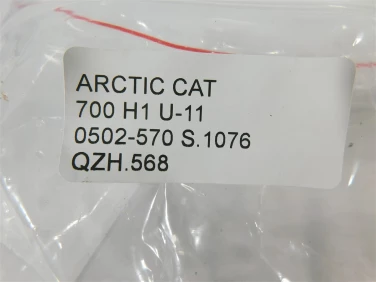 ARCTIC CAT
700 H1 U-11
0502-570 S.1076
QZH.568